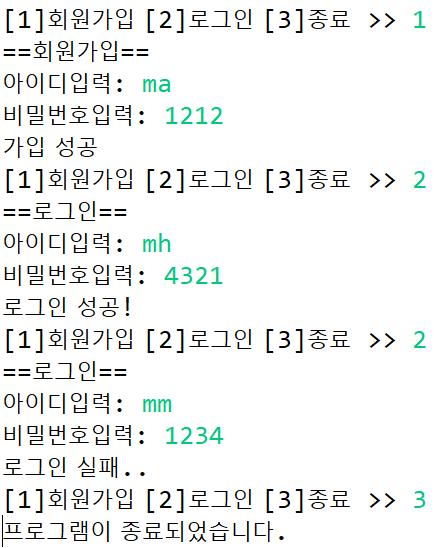 [1]회원가입 [2]로그인 [3]종료 >> 1
==회원가입==
아이디입력: ma
비밀번호입력: 1212
가입 성공
[1]회원가입 [2]로그인 [3]종료 >> 2
==로그인==
아이디입력: mh
비밀번호입력: 4321
로그인 성공!
[1]회원가입 [2]로그인 [3]종료 >> 2
==로그인==
아이디입력: mm
비밀번호입력: 1234
로그인 실패..
[1]회원가입 [2]로그인 [3]종료 >> 3
프로그램이 종료되었습니다.